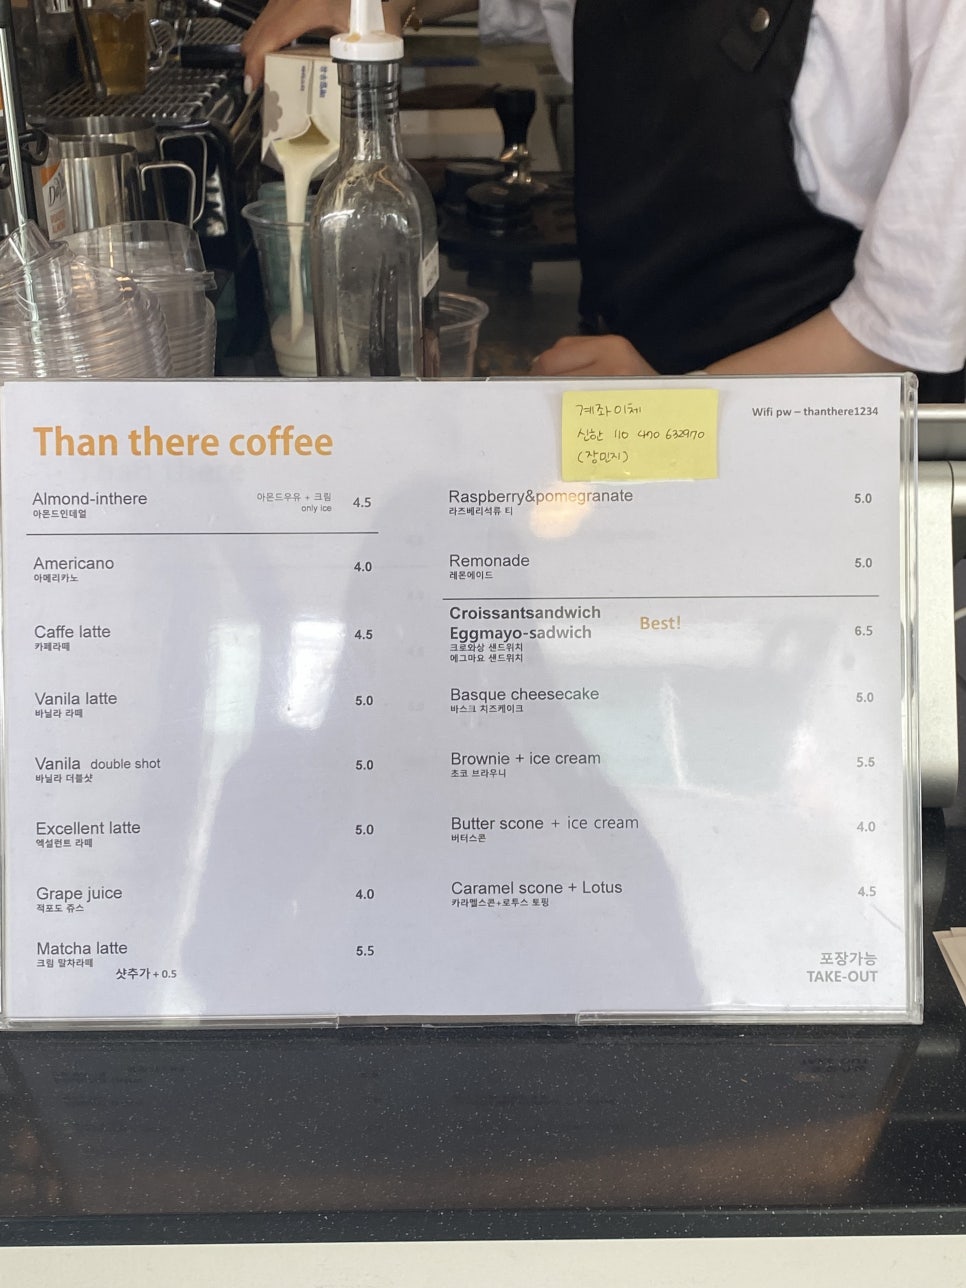 Than there coffee
계좌이체
신한 110 470 632970
(장민지)
Wifi pw – thanthere1234
Almond-inthere 아몬드우유 + 크림 4.5
아몬드인데얼 only ice
Americano 4.0
아메리카노
Caffe latte 4.5
카페라떼
Vanila latte 5.0
바닐라 라떼
Vanila double shot 5.0
바닐라 더블샷
Excellent latte 5.0
엑설런트 라떼
Grape juice 4.0
적포도 쥬스
Matcha latte 5.5
크림 말차라떼
샷추가 + 0.5
Raspberry&pomegranate 5.0
라즈베리석류 티
Remonade 5.0
레몬에이드
Croissantsandwich
Eggmayo-sadwich Best! 6.5
크로와상 샌드위치
에그마요 샌드위치
Basque cheesecake 5.0
바스크 치즈케이크
Brownie + ice cream 5.5
초코 브라우니
Butter scone + ice cream 4.0
버터스콘
Caramel scone + Lotus 4.5
카라멜스콘+로투스 토핑
포장가능
TAKE-OUT